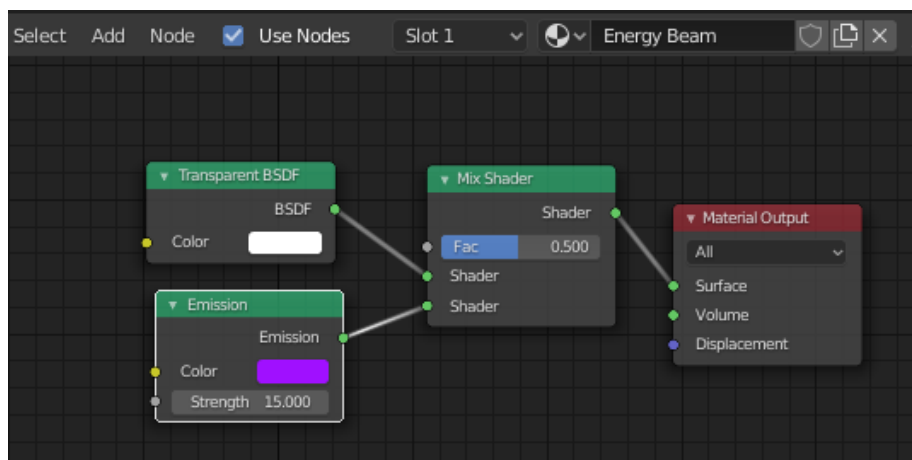 Select Add Node Use Nodes Slot 1 Energy Beam
Transparent BSDF
BSDF
Color
Emission
Emission
Color
Strength 15.000
Mix Shader
Shader
Fac 0.500
Shader
Shader
Material Output
All
Surface
Volume
Displacement